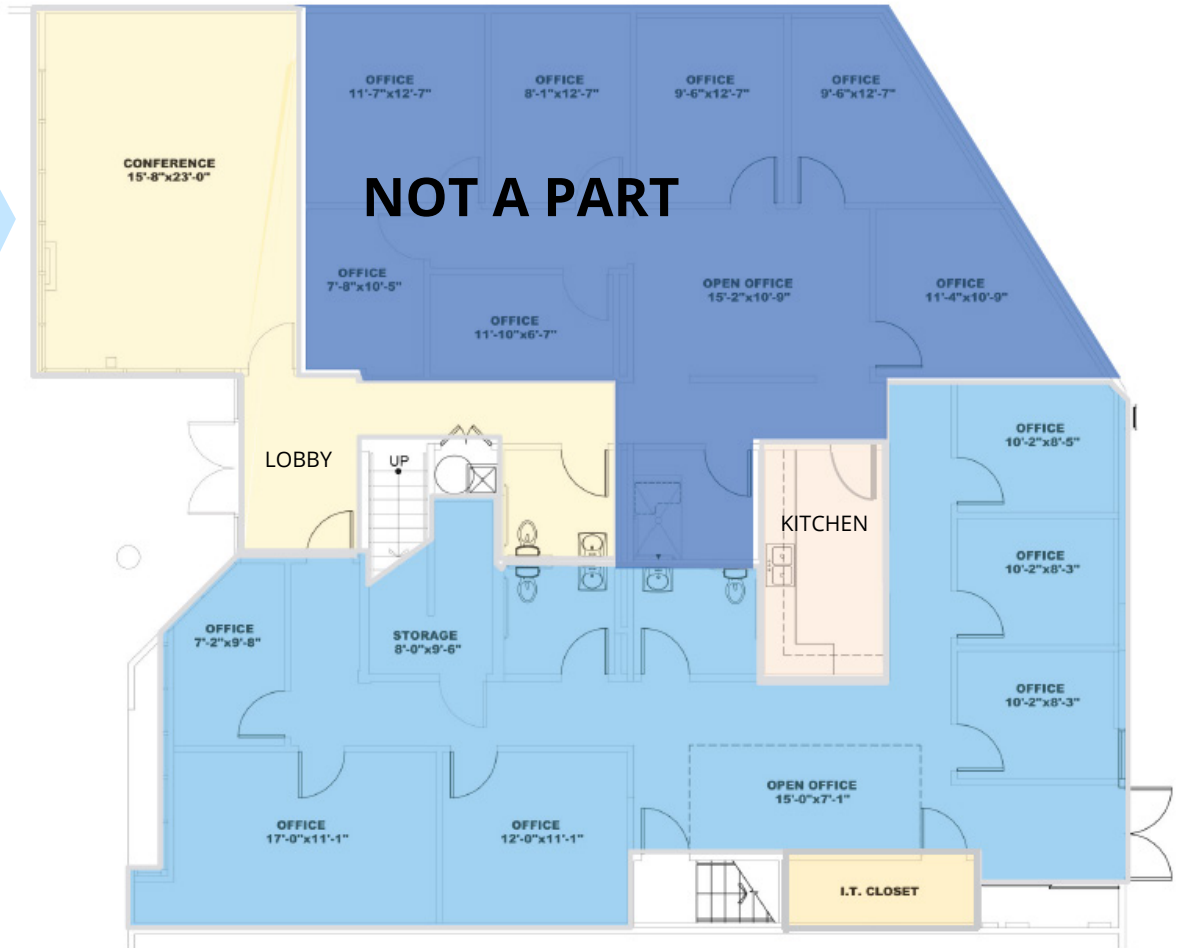 OFFICE
11'-7"x12'-7"
OFFICE
8'-1"x12'-7"
OFFICE
9'-6"x12'-7"
OFFICE
9'-6"x12'-7"
CONFERENCE
15'-8"x23'-0"
NOT A PART
OFFICE
7'-8"x10'-5"
OFFICE
11'-10"x6'-7"
OPEN OFFICE
15'-2"x10'-9"
OFFICE
11'-4"x10'-9"
LOBBY
UP
KITCHEN
OFFICE
10'-2"x8'-5"
OFFICE
10'-2"x8'-3"
OFFICE
7'-2"x9'-8"
STORAGE
8'-0"x9'-6"
OFFICE
10'-2"x8'-3"
OPEN OFFICE
15'-0"x7'-1"
OFFICE
17'-0"x11'-1"
OFFICE
12'-0"x11'-1"
I.T. CLOSET